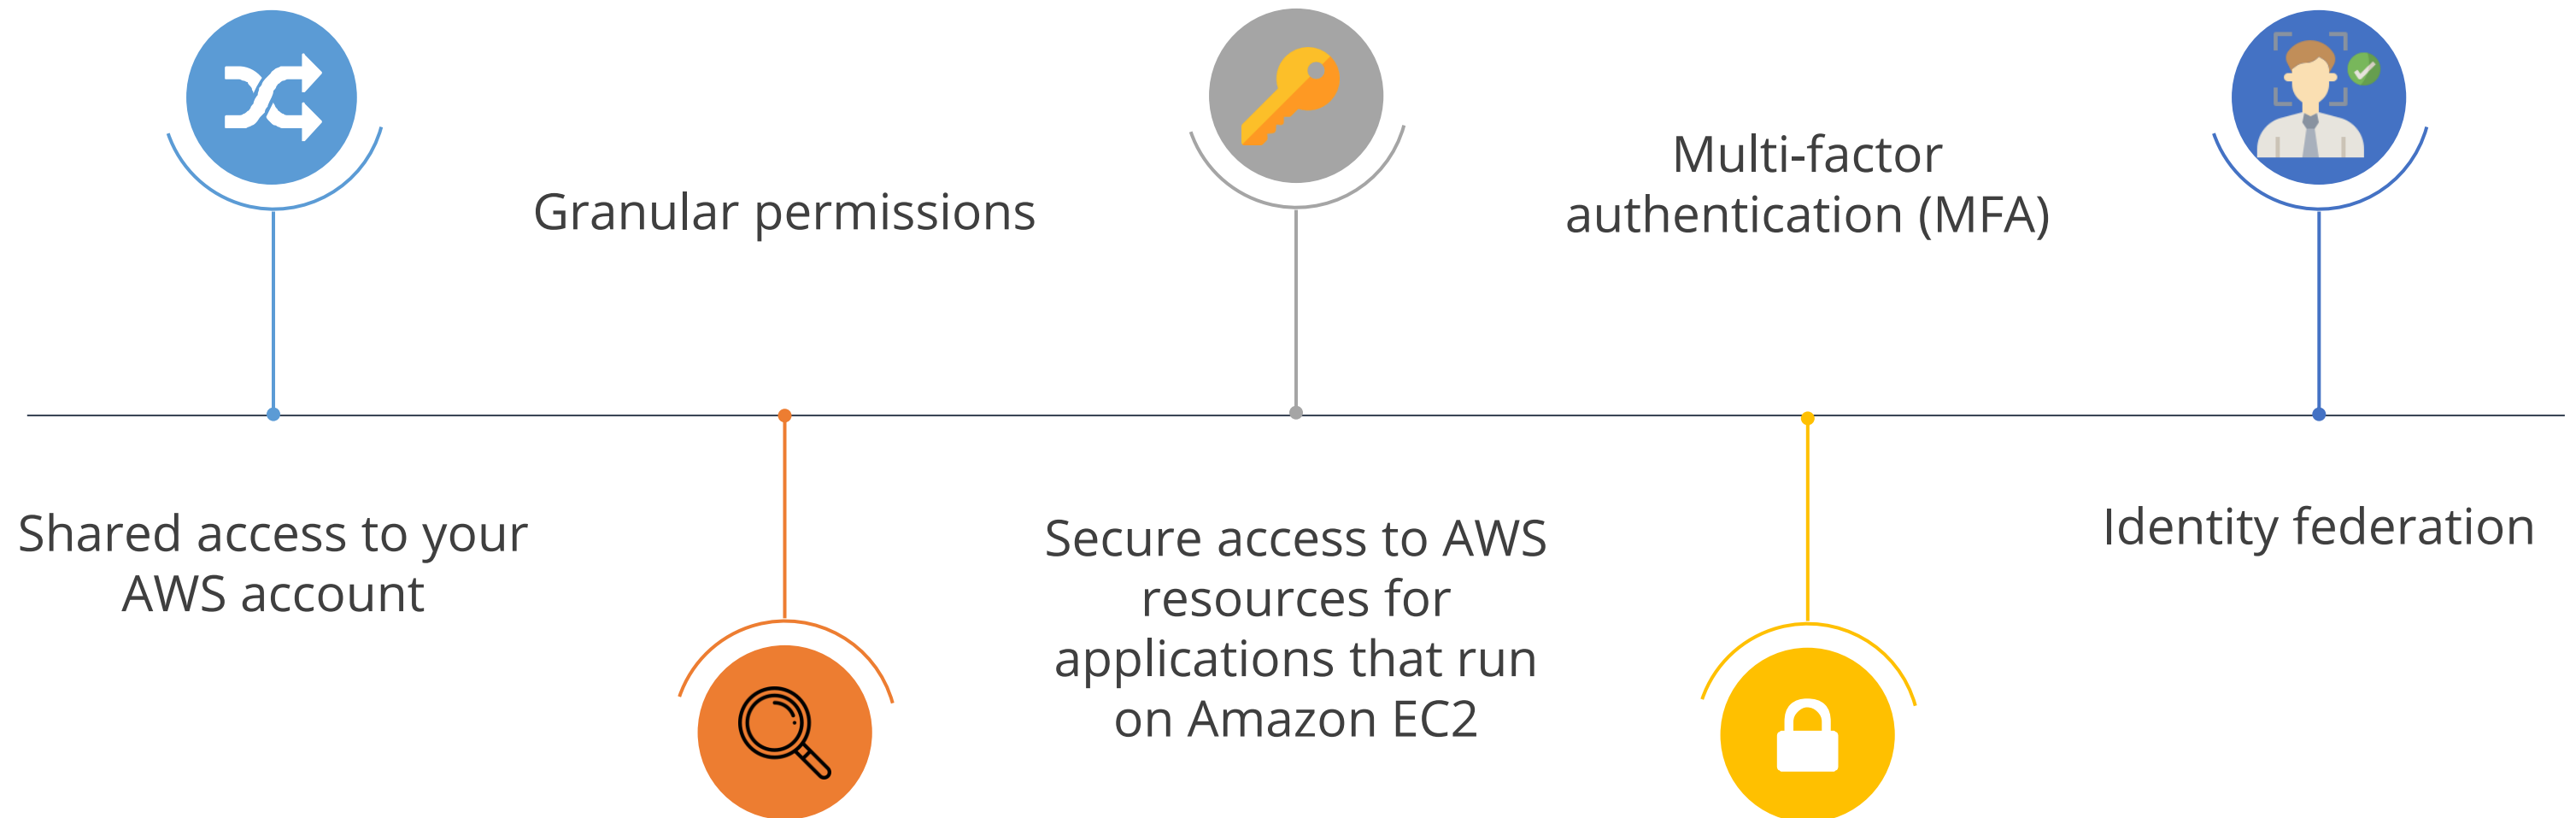 Shared access to your
AWS account
Granular permissions
Secure access to AWS
resources for
applications that run
on Amazon EC2
Multi-factor
authentication (MFA)
Identity federation